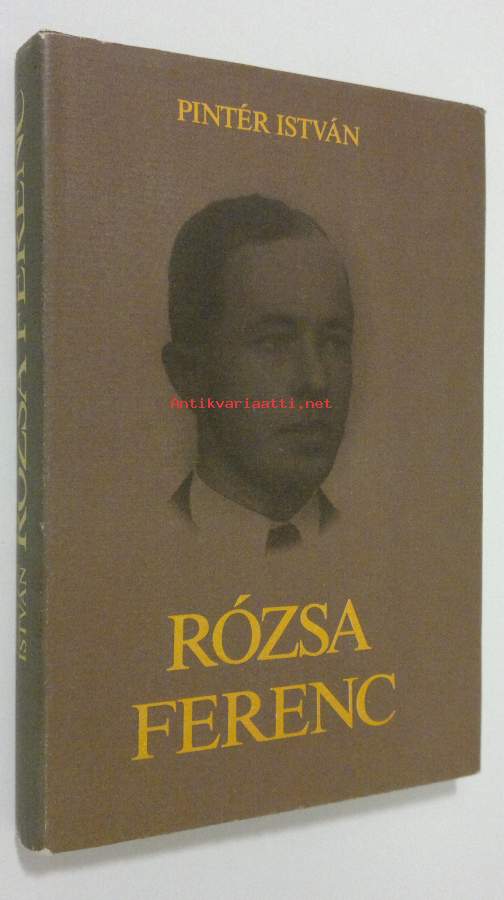 PINTÉR ISTVÁN
Antikvariaatti.net
RÓZSA
FERENC
ISTVÁN RÓZSA FERENC